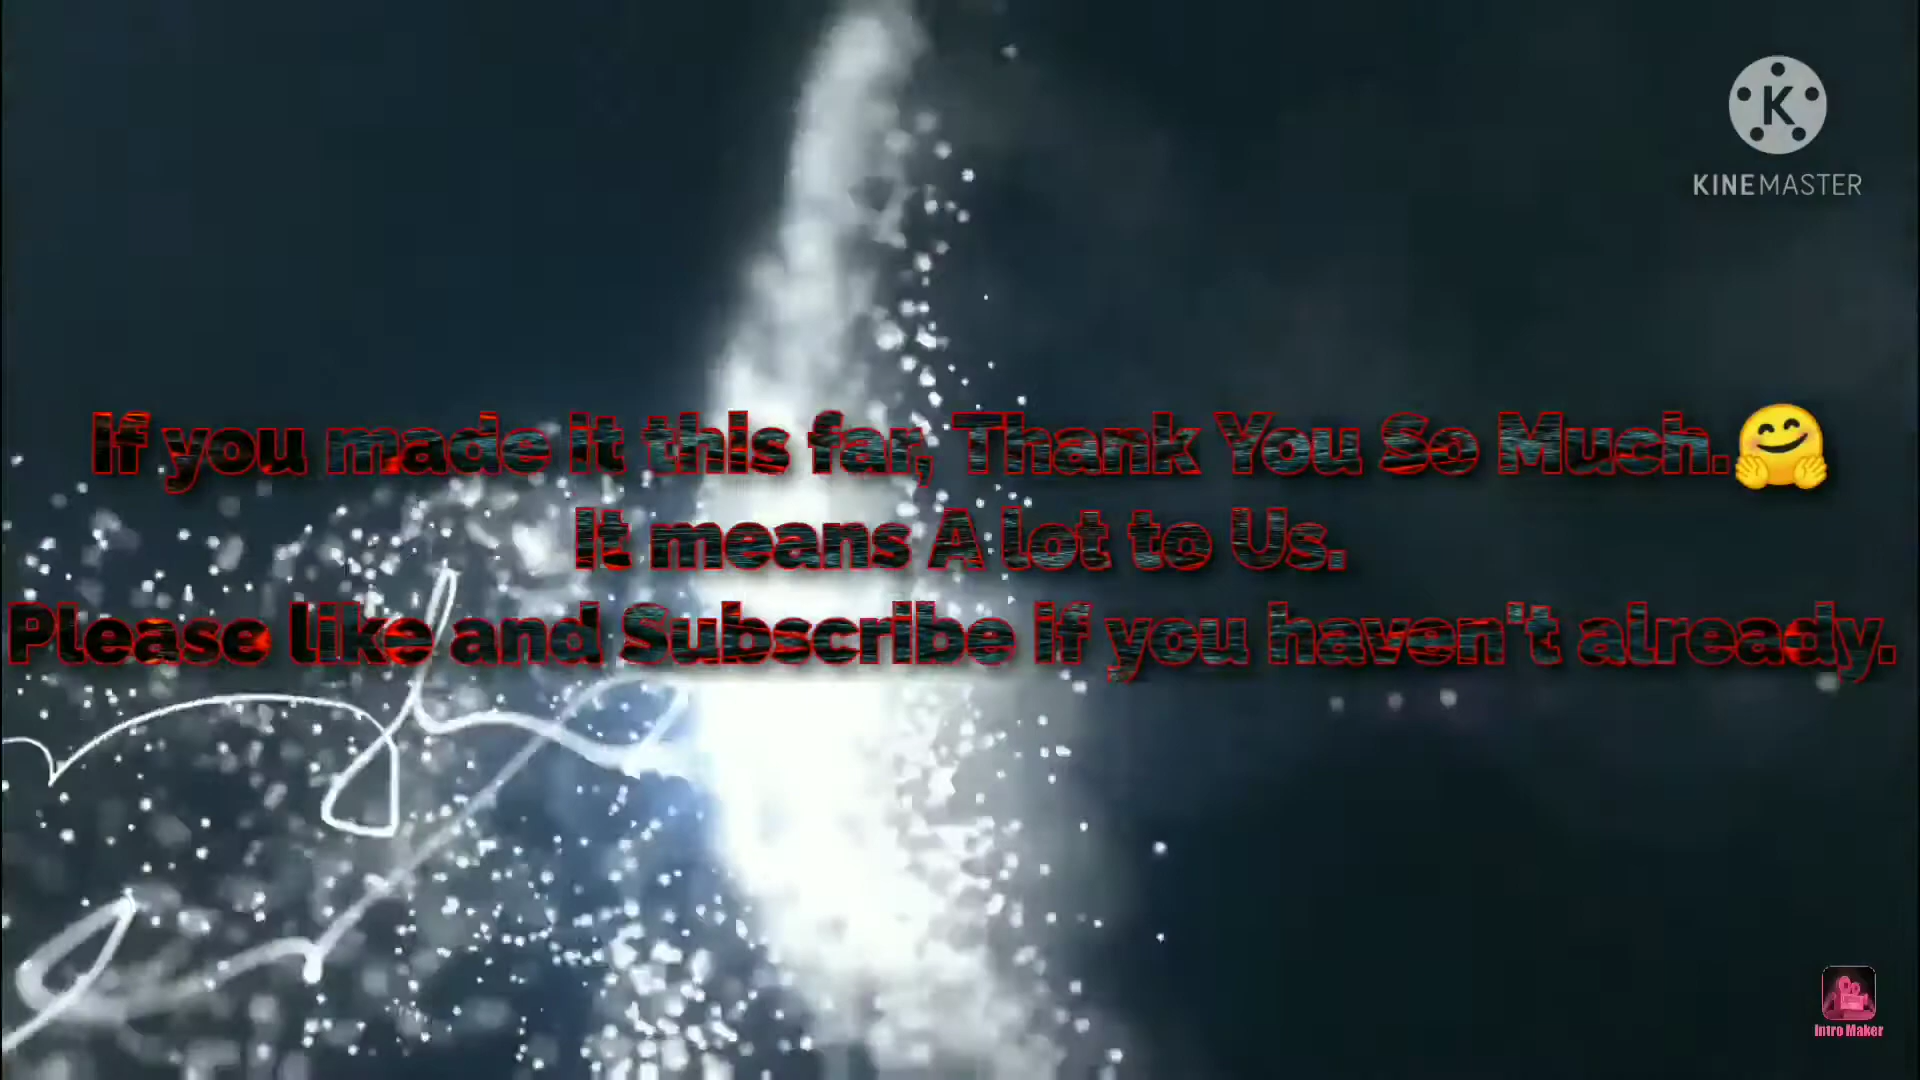 K
KINEMASTER
If you made it this far, Thank You So Much.🤗
It means A lot to Us.
Please like and Subscribe if you haven't already.
Intro Maker